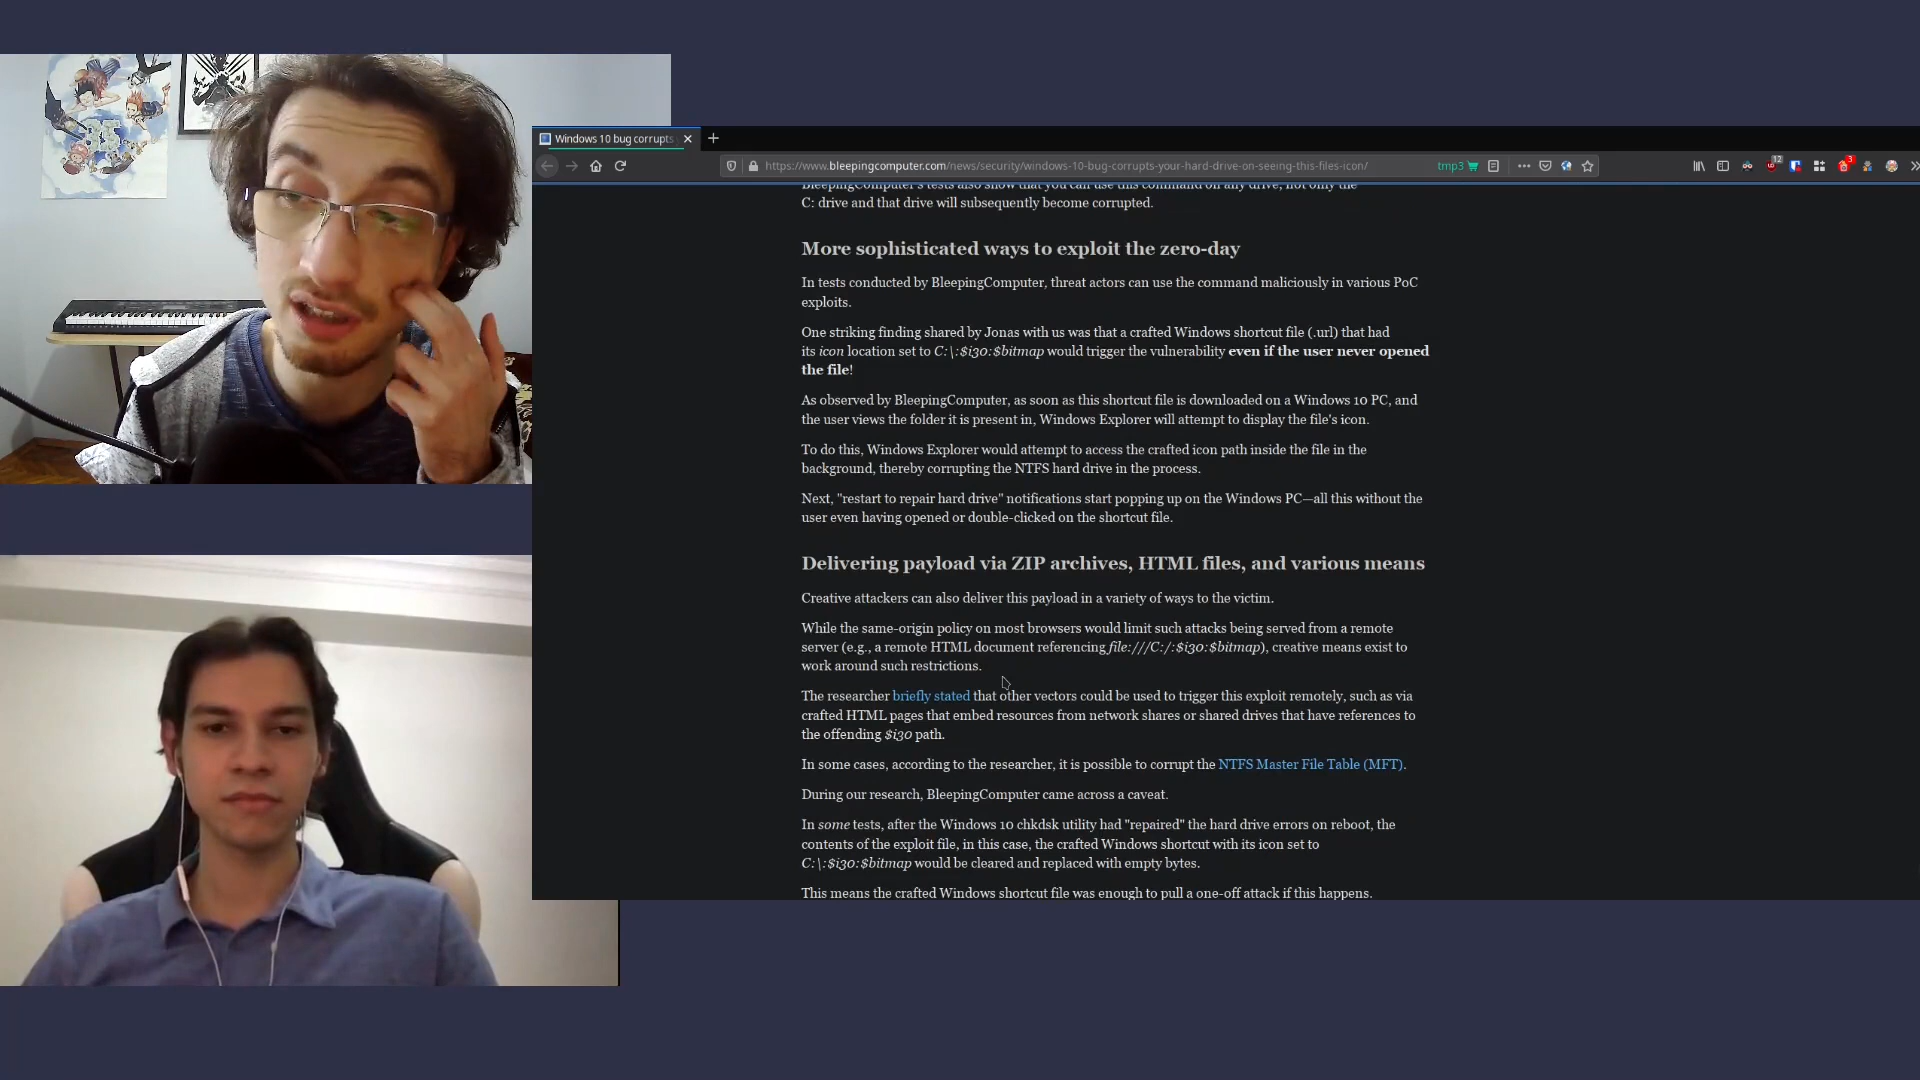 Windows 10 bug corrupts
https://www.bleepingcomputer.com/news/security/windows-10-bug-corrupts-your-hard-drive-on-seeing-this-files-icon/
tmp3
12
3
BleepingComputer's tests also show that you can use this command on any drive, not only the
C: drive and that drive will subsequently become corrupted.
More sophisticated ways to exploit the zero-day
In tests conducted by BleepingComputer, threat actors can use the command maliciously in various PoC
exploits.
One striking finding shared by Jonas with us was that a crafted Windows shortcut file (.url) that had
its icon location set to C:\:$i30:$bitmap would trigger the vulnerability even if the user never opened
the file!
As observed by BleepingComputer, as soon as this shortcut file is downloaded on a Windows 10 PC, and
the user views the folder it is present in, Windows Explorer will attempt to display the file's icon.
To do this, Windows Explorer would attempt to access the crafted icon path inside the file in the
background, thereby corrupting the NTFS hard drive in the process.
Next, "restart to repair hard drive" notifications start popping up on the Windows PC—all this without the
user even having opened or double-clicked on the shortcut file.
Delivering payload via ZIP archives, HTML files, and various means
Creative attackers can also deliver this payload in a variety of ways to the victim.
While the same-origin policy on most browsers would limit such attacks being served from a remote
server (e.g., a remote HTML document referencing file:///C:/:$i30:$bitmap), creative means exist to
work around such restrictions.
The researcher briefly stated that other vectors could be used to trigger this exploit remotely, such as via
crafted HTML pages that embed resources from network shares or shared drives that have references to
the offending $i30 path.
In some cases, according to the researcher, it is possible to corrupt the NTFS Master File Table (MFT).
During our research, BleepingComputer came across a caveat.
In some tests, after the Windows 10 chkdsk utility had "repaired" the hard drive errors on reboot, the
contents of the exploit file, in this case, the crafted Windows shortcut with its icon set to
C:\:$i30:$bitmap would be cleared and replaced with empty bytes.
This means the crafted Windows shortcut file was enough to pull a one-off attack if this happens.